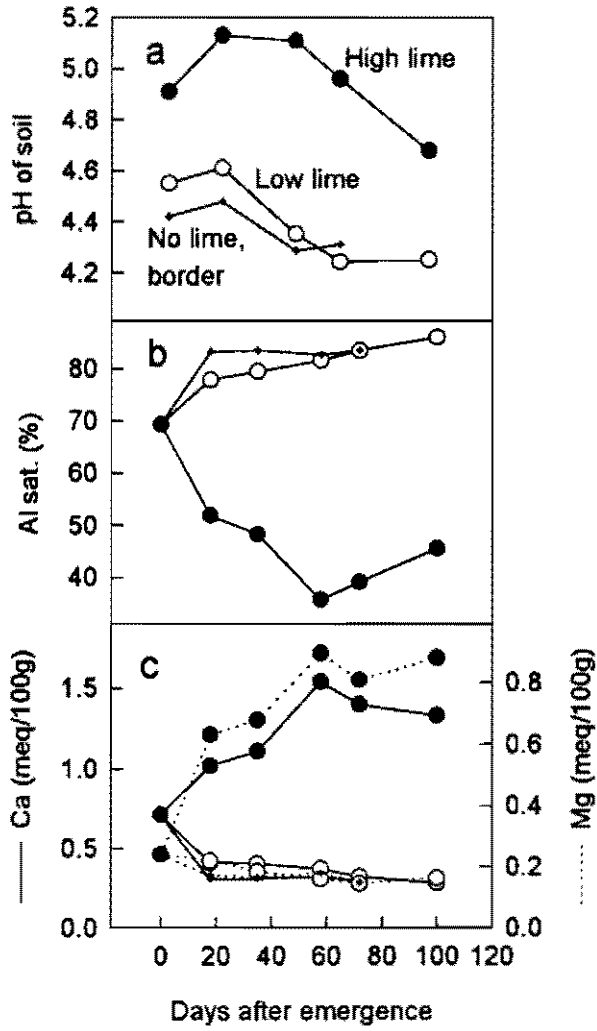 5.2
5.0
4.8
4.6
4.4
4.2
pH of soil
a
High lime
Low lime
No lime,
border
80
70
60
50
40
Al sat. (%)
b
1.5
1.0
0.5
0.0
Ca (meq/100g)
c
0.8
0.6
0.4
0.2
0.0
Mg (meq/100g)
0 20 40 60 80 100 120
Days after emergence